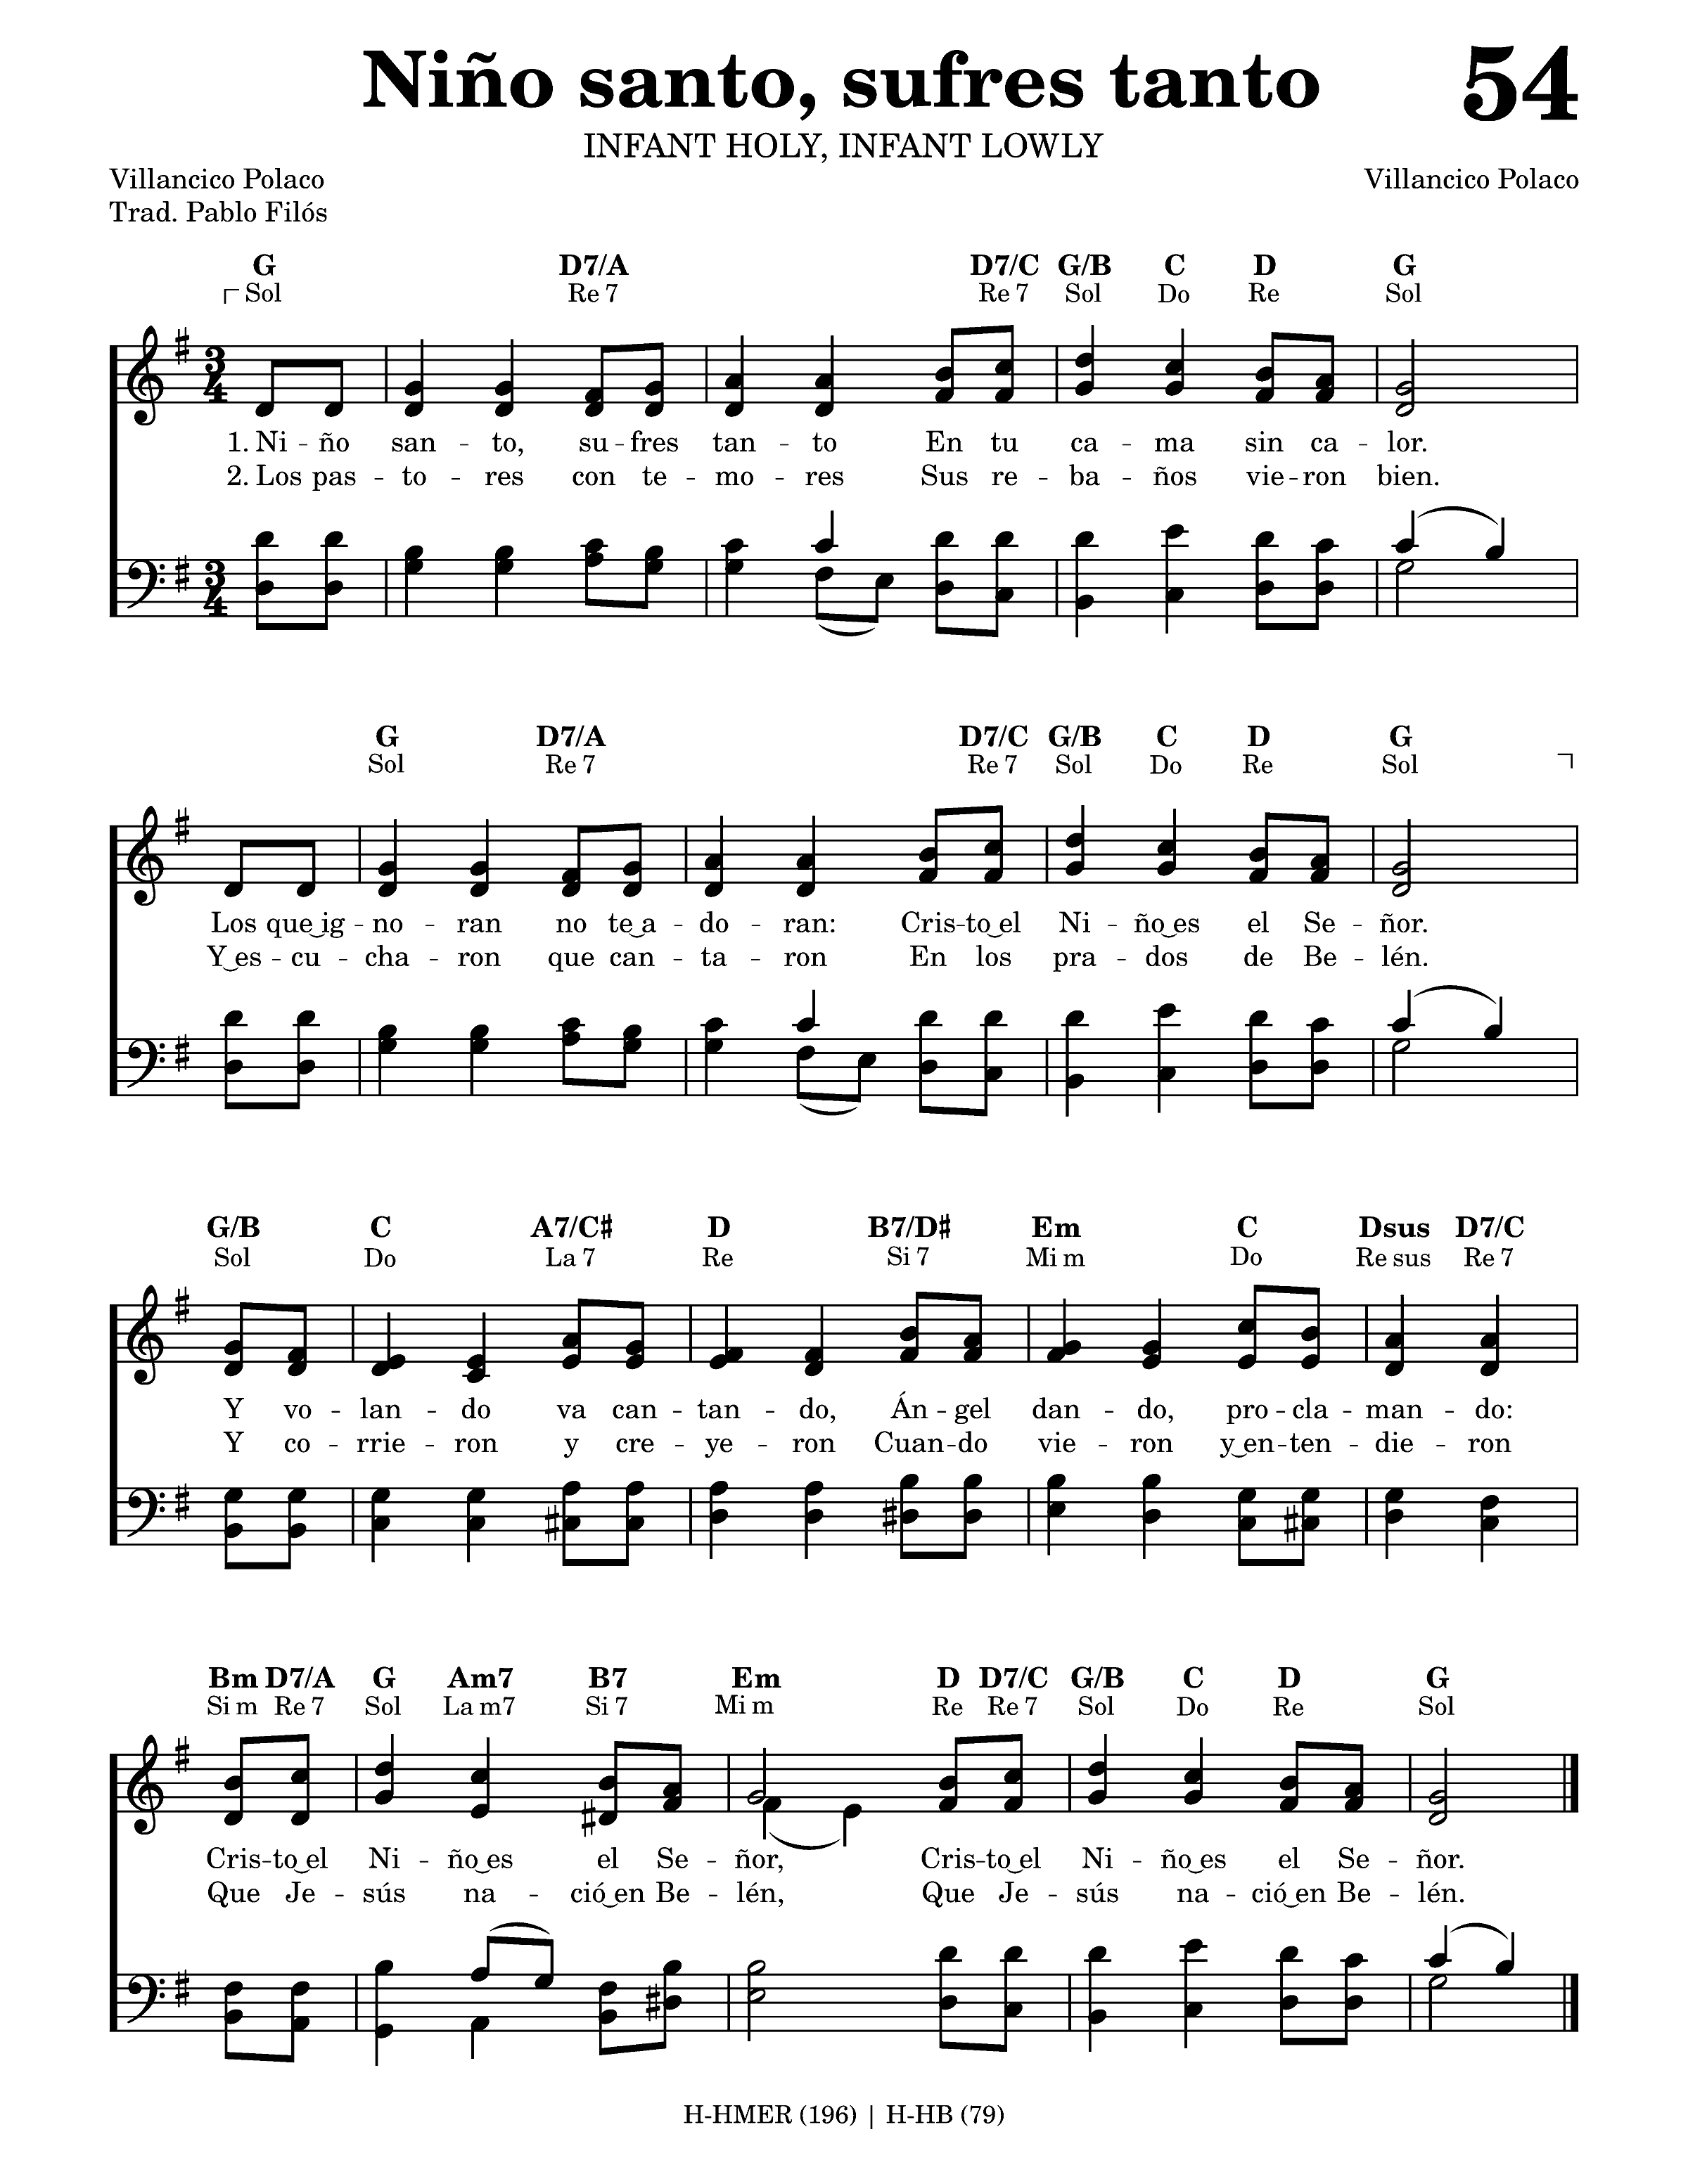 Niño santo, sufres tanto 54
INFANT HOLY, INFANT LOWLY
Villancico Polaco Villancico Polaco
Trad. Pablo Filós
G D7/A D7/C G/B C D G
Sol Re 7 Re 7 Sol Do Re Sol
3 4
1. Ni - ño san - to, su - fres tan - to En tu ca - ma sin ca - lor.
2. Los pas - to - res con te - mo - res Sus re - ba - ños vie - ron bien.
3 4
G D7/A D7/C G/B C D G
Sol Re 7 Re 7 Sol Do Re Sol
Los que‿ig - no - ran no te‿a - do - ran: Cris - to‿el Ni - ño‿es el Se - ñor.
Y‿es - cu - cha - ron que can - ta - ron En los pra - dos de Be - lén.
G/B C A7/C♯ D B7/D♯ Em C Dsus D7/C
Sol Do La 7 Re Si 7 Mi m Do Re sus Re 7
Y vo - lan - do va can - tan - do, Án - gel dan - do, pro - cla - man - do:
Y co - rrie - ron y cre - ye - ron Cuan - do vie - ron y‿en - ten - die - ron
Bm D7/A G Am7 B7 Em D D7/C G/B C D G
Si m Re 7 Sol La m7 Si 7 Mi m Re Re 7 Sol Do Re Sol
Cris - to‿el Ni - ño‿es el Se - ñor, Cris - to‿el Ni - ño‿es el Se - ñor.
Que Je - sús na - ció‿en Be - lén, Que Je - sús na - ció‿en Be - lén.
H-HMER (196) | H-HB (79)